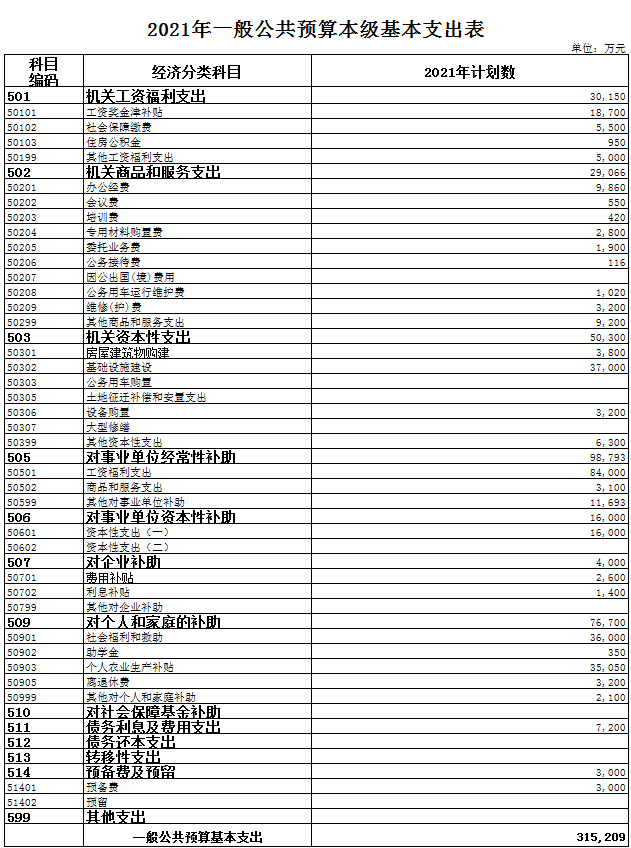 2021年一般公共预算本级基本支出表
单位：万元
科目编码 经济分类科目 2021年计划数
501 机关工资福利支出 30,150
50101 工资奖金津补贴 18,700
50102 社会保障缴费 5,500
50103 住房公积金 950
50199 其他工资福利支出 5,000
502 机关商品和服务支出 29,066
50201 办公经费 9,860
50202 会议费 550
50203 培训费 420
50204 专用材料购置费 2,800
50205 委托业务费 1,900
50206 公务接待费 116
50207 因公出国(境)费用
50208 公务用车运行维护费 1,020
50209 维修(护)费 3,200
50299 其他商品和服务支出 9,200
503 机关资本性支出 50,300
50301 房屋建筑物购建 3,800
50302 基础设施建设 37,000
50303 公务用车购置
50305 土地征迁补偿和安置支出
50306 设备购置 3,200
50307 大型修缮
50399 其他资本性支出 6,300
505 对事业单位经常性补助 98,793
50501 工资福利支出 84,000
50502 商品和服务支出 3,100
50599 其他对事业单位补助 11,693
506 对事业单位资本性补助 16,000
50601 资本性支出（一） 16,000
50602 资本性支出（二）
507 对企业补助 4,000
50701 费用补贴 2,600
50702 利息补贴 1,400
50799 其他对企业补助
509 对个人和家庭的补助 76,700
50901 社会福利和救助 36,000
50902 助学金 350
50903 个人农业生产补贴 35,050
50905 离退休费 3,200
50999 其他对个人和家庭补助 2,100
510 对社会保障基金补助
511 债务利息及费用支出 7,200
512 债务还本支出
513 转移性支出
514 预备费及预留 3,000
51401 预备费 3,000
51402 预留
599 其他支出
一般公共预算基本支出 315,209